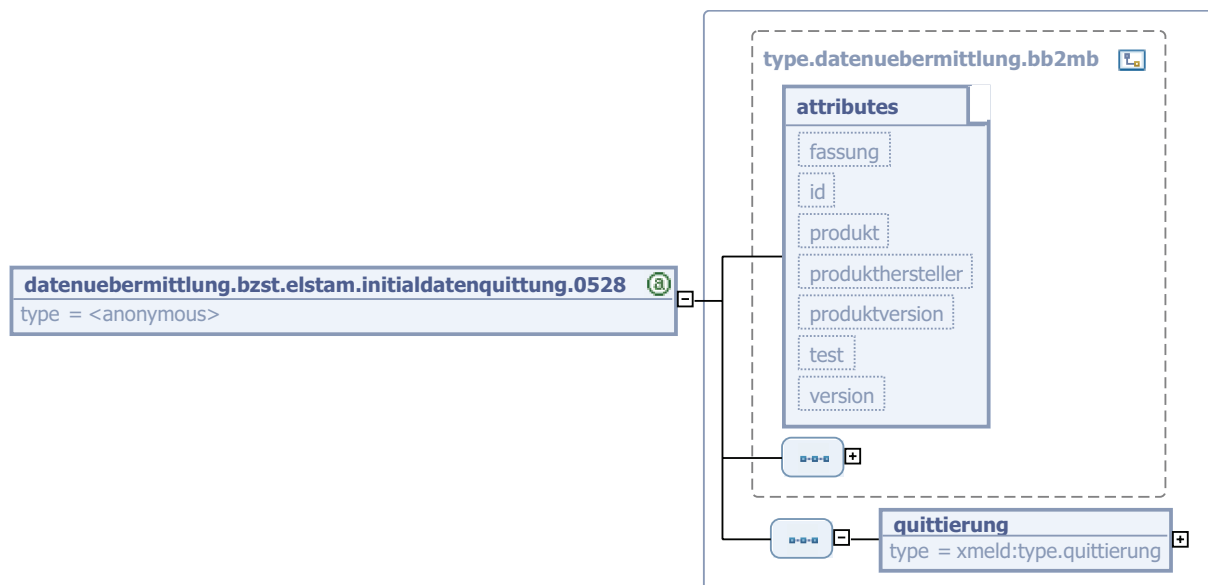 type.datenuebermittlung.bb2mb
attributes
fassung
id
produkt
produkthersteller
produktversion
test
version
datenuebermittlung.bzst.elstam.initialdatenquittung.0528
a
type = <anonymous>
quittierung
type = xmeld:type.quittierung